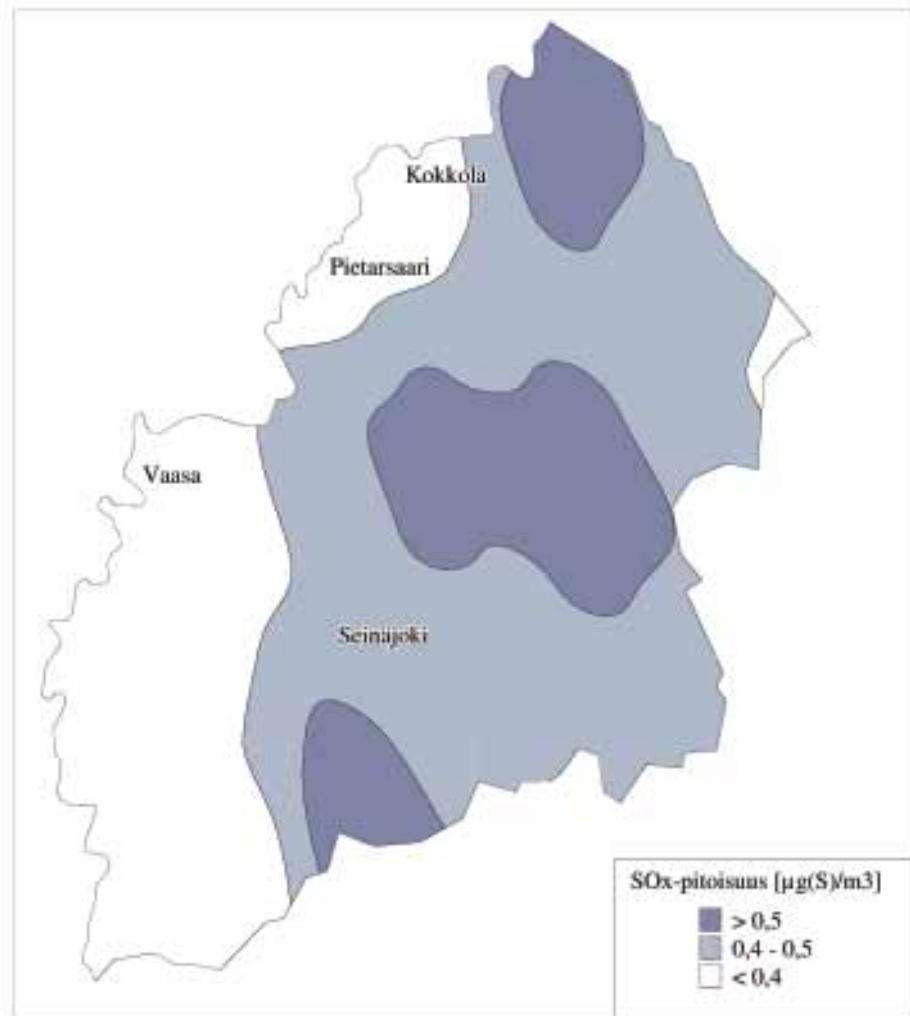 Kokkola
Pietarsaari
Vaasa
Seinäjoki
SOx-pitoisuus [µg(S)/m3]
> 0,5
0,4 - 0,5
< 0,4